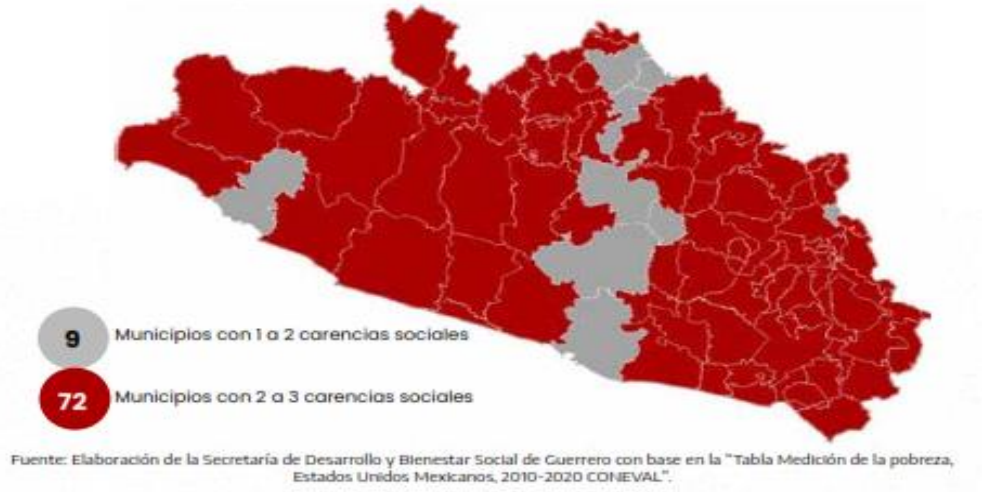 9
Municipios con 1 a 2 carencias sociales
72
Municipios con 2 a 3 carencias sociales
Fuente: Elaboración de la Secretaría de Desarrollo y Bienestar Social de Guerrero con base en la "Tabla Medición de la pobreza,
Estados Unidos Mexicanos, 2010-2020 CONEVAL".